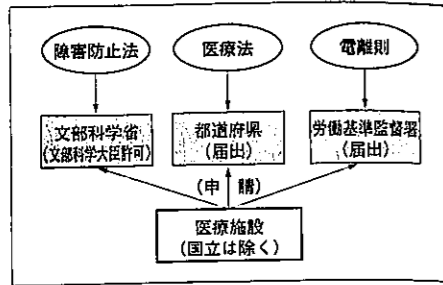 障害防止法
医療法
電離則
文部科学省
(文部科学大臣許可)
都道府県
(届出)
労働基準監督署
(届出)
(申 請)
医療施設
(国立は除く)